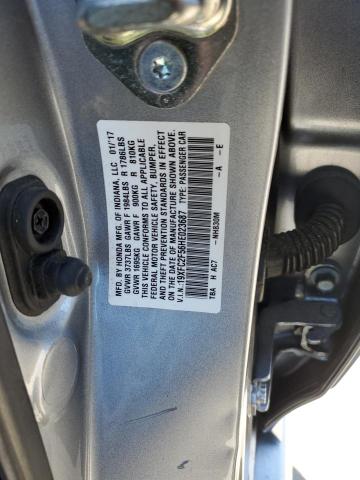 MFD. BY HONDA MFG. OF INDIANA, LLC 01/17
GVWR 3737LBS GAWR F 1984LBS R 1786LBS
GVWR 1695KG GAWR F 900KG R 810KG
THIS VEHICLE CONFORMS TO ALL APPLICABLE
FEDERAL MOTOR VEHICLE SAFETY, BUMPER,
AND THEFT PREVENTION STANDARDS IN EFFECT
ON THE DATE OF MANUFACTURE SHOWN ABOVE.
V.I.N. 19XFC2F55HE023687 TYPE: PASSENGER CAR
TBA H AC7 NH830M - A - E